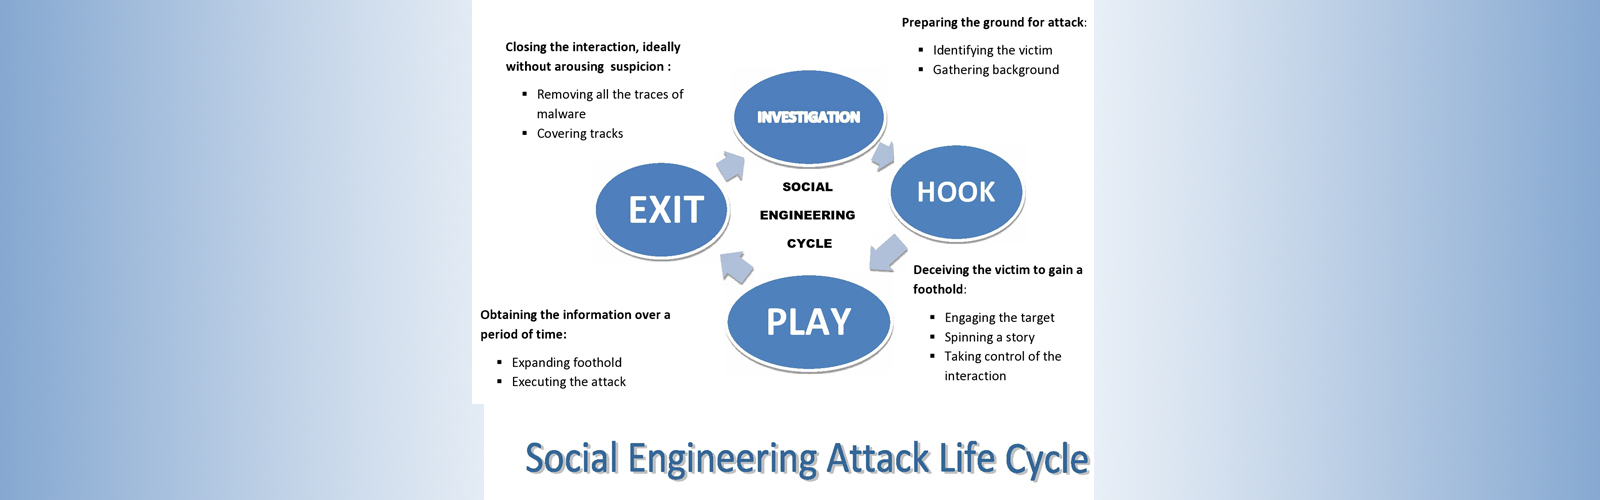 Preparing the ground for attack:
▪ Identifying the victim
▪ Gathering background
Closing the interaction, ideally
without arousing suspicion :
▪ Removing all the traces of
malware
▪ Covering tracks
INVESTIGATION
HOOK
EXIT
SOCIAL
ENGINEERING
CYCLE
PLAY
Deceiving the victim to gain a
foothold:
▪ Engaging the target
▪ Spinning a story
▪ Taking control of the
interaction
Obtaining the information over a
period of time:
▪ Expanding foothold
▪ Executing the attack
Social Engineering Attack Life Cycle